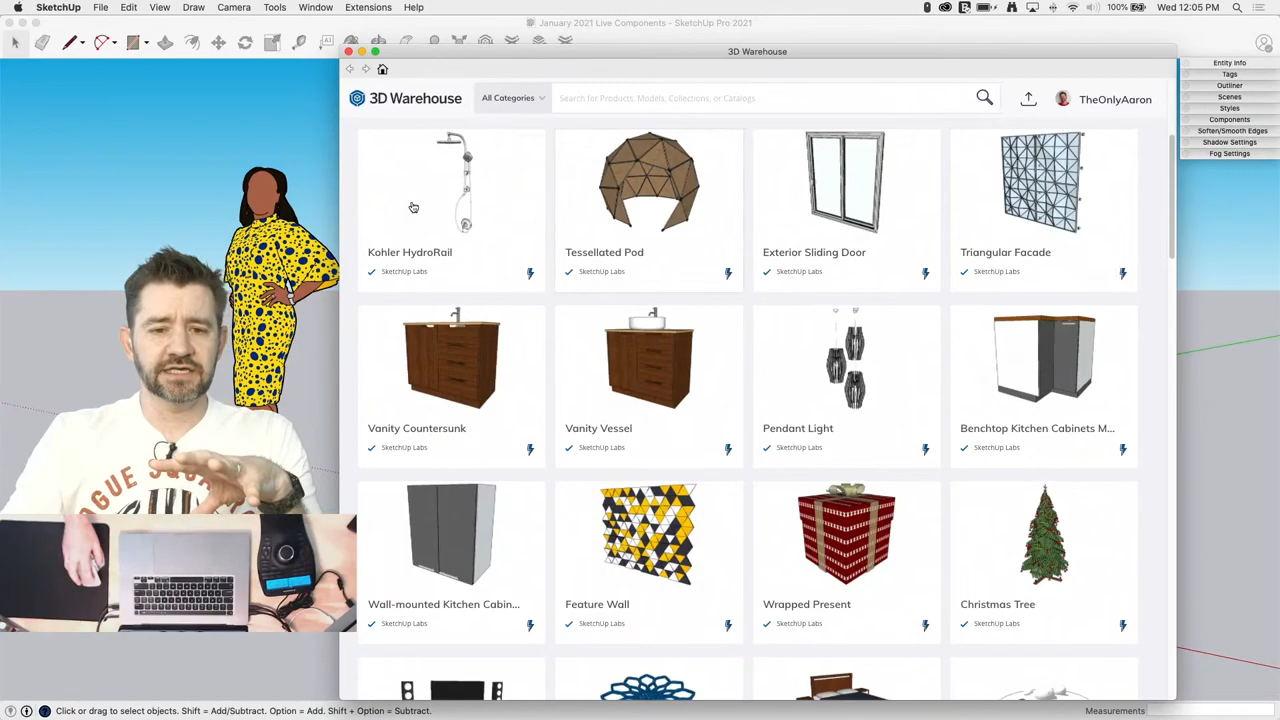 SketchUp File Edit View Draw Camera Tools Window Extensions Help
100% Wed 12:05 PM
January 2021 Live Components - SketchUp Pro 2021
3D Warehouse
Entity Info
Tags
Outliner
Scenes
Styles
Components
Soften/Smooth Edges
Shadow Settings
Fog Settings
3D Warehouse All Categories Search for Products, Models, Collections, or Catalogs TheOnlyAaron
Kohler HydroRail Tessellated Pod Exterior Sliding Door Triangular Facade
SketchUp Labs SketchUp Labs SketchUp Labs SketchUp Labs
Vanity Countersunk Vanity Vessel Pendant Light Benchtop Kitchen Cabinets M...
SketchUp Labs SketchUp Labs SketchUp Labs SketchUp Labs
Wall-mounted Kitchen Cabin... Feature Wall Wrapped Present Christmas Tree
SketchUp Labs SketchUp Labs SketchUp Labs SketchUp Labs
Click or drag to select objects. Shift = Add/Subtract. Option = Add. Shift + Option = Subtract. Measurements